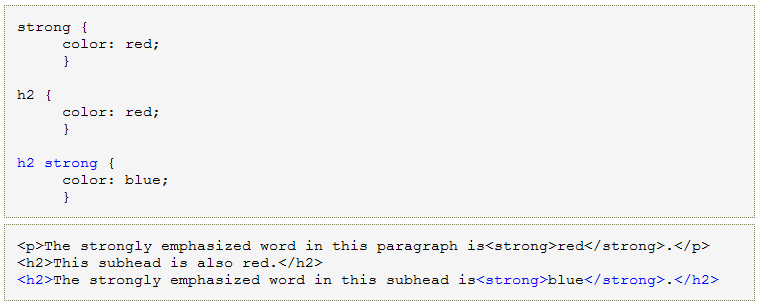 strong {
color: red;
}
h2 {
color: red;
}
h2 strong {
color: blue;
}
<p>The strongly emphasized word in this paragraph is<strong>red</strong>.</p>
<h2>This subhead is also red.</h2>
<h2>The strongly emphasized word in this subhead is<strong>blue</strong>.</h2>